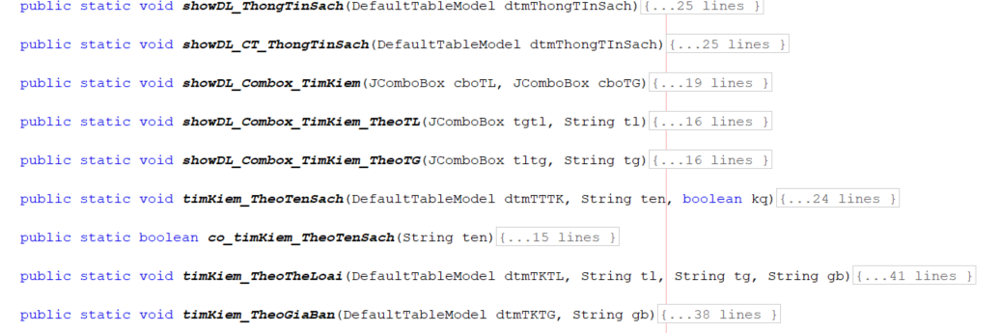 public static void showDL_ThongTinSach(DefaultTableModel dtmThongTInSach){...25 lines }
public static void showDL_CT_ThongTinSach(DefaultTableModel dtmThongTInSach){...25 lines }
public static void showDL_Combox_TimKiem(JComboBox cboTL, JComboBox cboTG){...19 lines }
public static void showDL_Combox_TimKiem_TheoTL(JComboBox tgtl, String tl){...16 lines }
public static void showDL_Combox_TimKiem_TheoTG(JComboBox tltg, String tg){...16 lines }
public static void timKiem_TheoTenSach(DefaultTableModel dtmTTTK, String ten, boolean kq){...24 lines }
public static boolean co_timKiem_TheoTenSach(String ten){...15 lines }
public static void timKiem_TheoTheLoai(DefaultTableModel dtmTKTL, String tl, String tg, String gb){...41 lines }
public static void timKiem_TheoGiaBan(DefaultTableModel dtmTKTG, String gb){...38 lines }